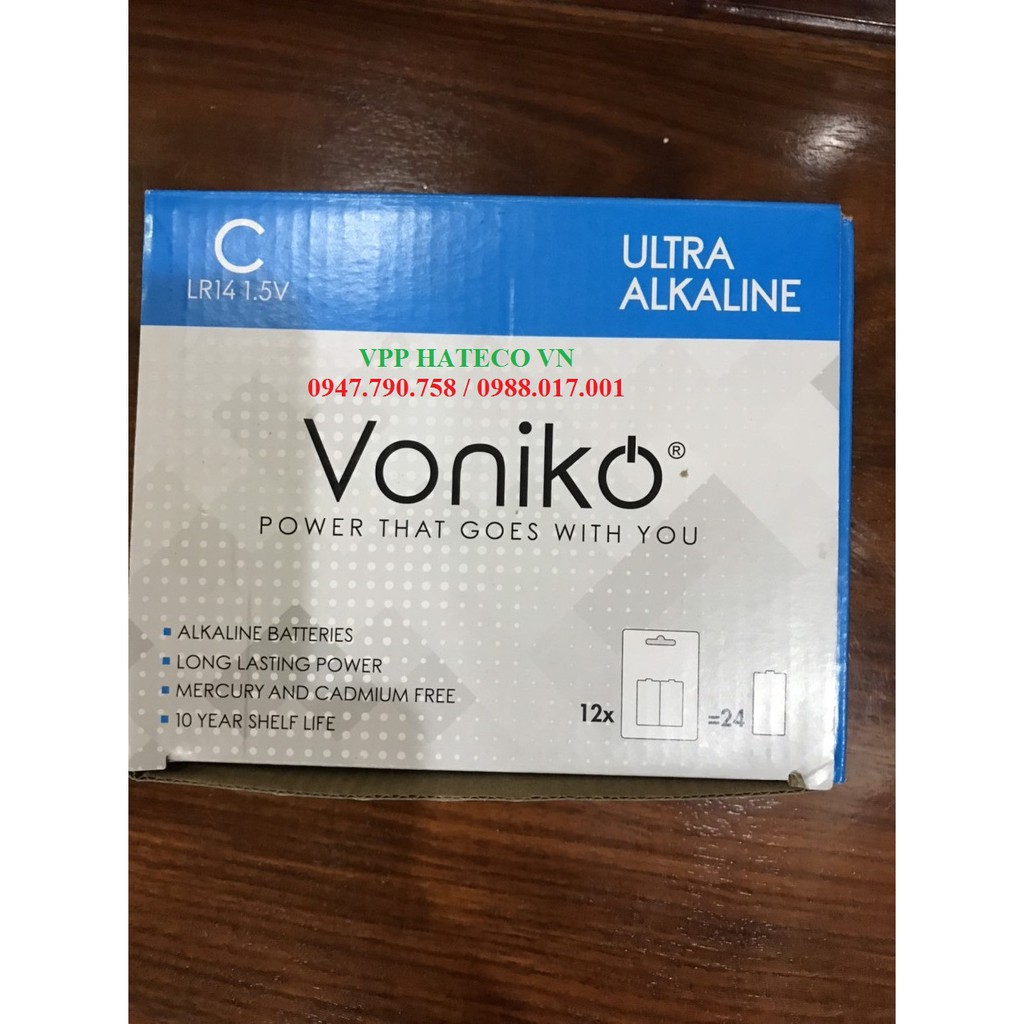 C
LR14 1.5V
ULTRA
ALKALINE
VPP HATECO VN
0947.790.758 / 0988.017.001
Voniko®
POWER THAT GOES WITH YOU
▪ ALKALINE BATTERIES
▪ LONG LASTING POWER
▪ MERCURY AND CADMIUM FREE
▪ 10 YEAR SHELF LIFE
12x =24